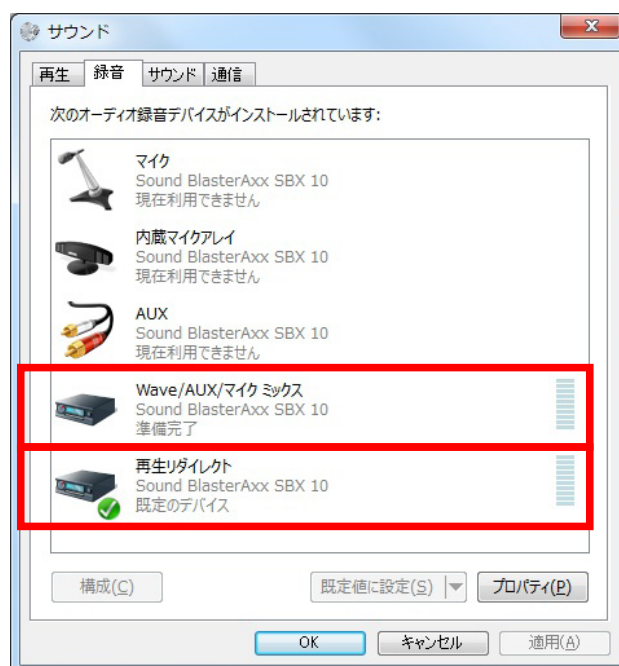 サウンド
再生 録音 サウンド 通信
次のオーディオ録音デバイスがインストールされています:
マイク
Sound BlasterAxx SBX 10
現在利用できません
内蔵マイクアレイ
Sound BlasterAxx SBX 10
現在利用できません
AUX
Sound BlasterAxx SBX 10
現在利用できません
Wave/AUX/マイク ミックス
Sound BlasterAxx SBX 10
準備完了
再生リダイレクト
Sound BlasterAxx SBX 10
既定のデバイス
構成(C) 既定値に設定(S) プロパティ(P)
OK キャンセル 適用(A)